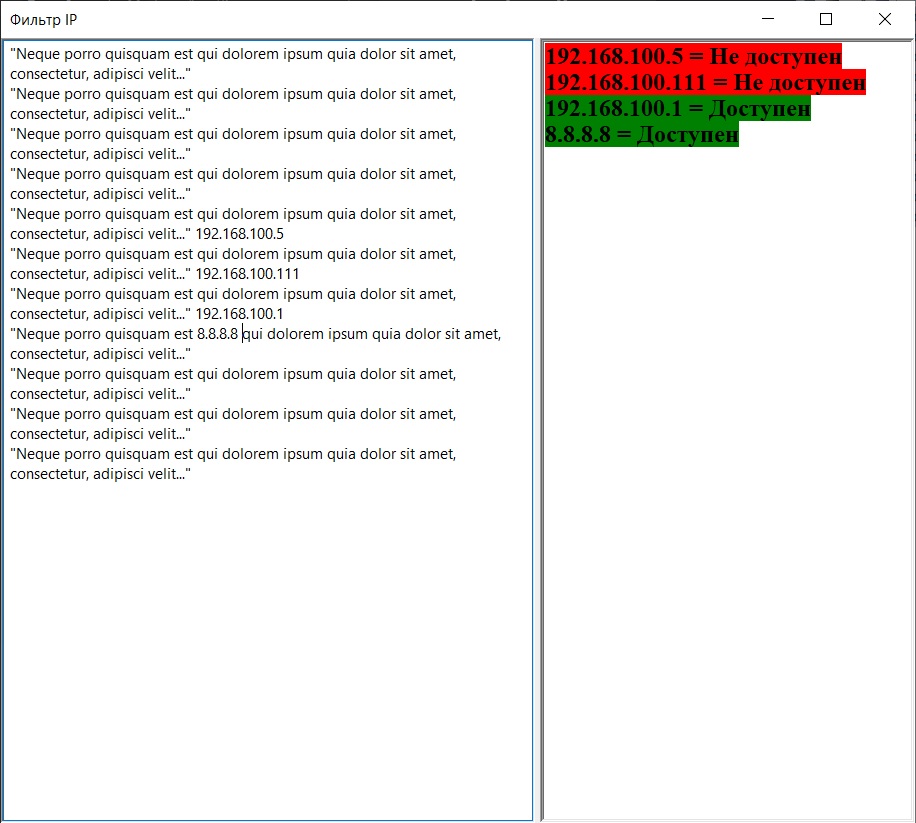 Фильтр IP
"Neque porro quisquam est qui dolorem ipsum quia dolor sit amet,
consectetur, adipisci velit..."
"Neque porro quisquam est qui dolorem ipsum quia dolor sit amet,
consectetur, adipisci velit..."
"Neque porro quisquam est qui dolorem ipsum quia dolor sit amet,
consectetur, adipisci velit..."
"Neque porro quisquam est qui dolorem ipsum quia dolor sit amet,
consectetur, adipisci velit..."
"Neque porro quisquam est qui dolorem ipsum quia dolor sit amet,
consectetur, adipisci velit..." 192.168.100.5
"Neque porro quisquam est qui dolorem ipsum quia dolor sit amet,
consectetur, adipisci velit..." 192.168.100.111
"Neque porro quisquam est qui dolorem ipsum quia dolor sit amet,
consectetur, adipisci velit..." 192.168.100.1
"Neque porro quisquam est 8.8.8.8 qui dolorem ipsum quia dolor sit amet,
consectetur, adipisci velit..."
"Neque porro quisquam est qui dolorem ipsum quia dolor sit amet,
consectetur, adipisci velit..."
"Neque porro quisquam est qui dolorem ipsum quia dolor sit amet,
consectetur, adipisci velit..."
"Neque porro quisquam est qui dolorem ipsum quia dolor sit amet,
consectetur, adipisci velit..."
192.168.100.5 = Не доступен
192.168.100.111 = Не доступен
192.168.100.1 = Доступен
8.8.8.8 = Доступен